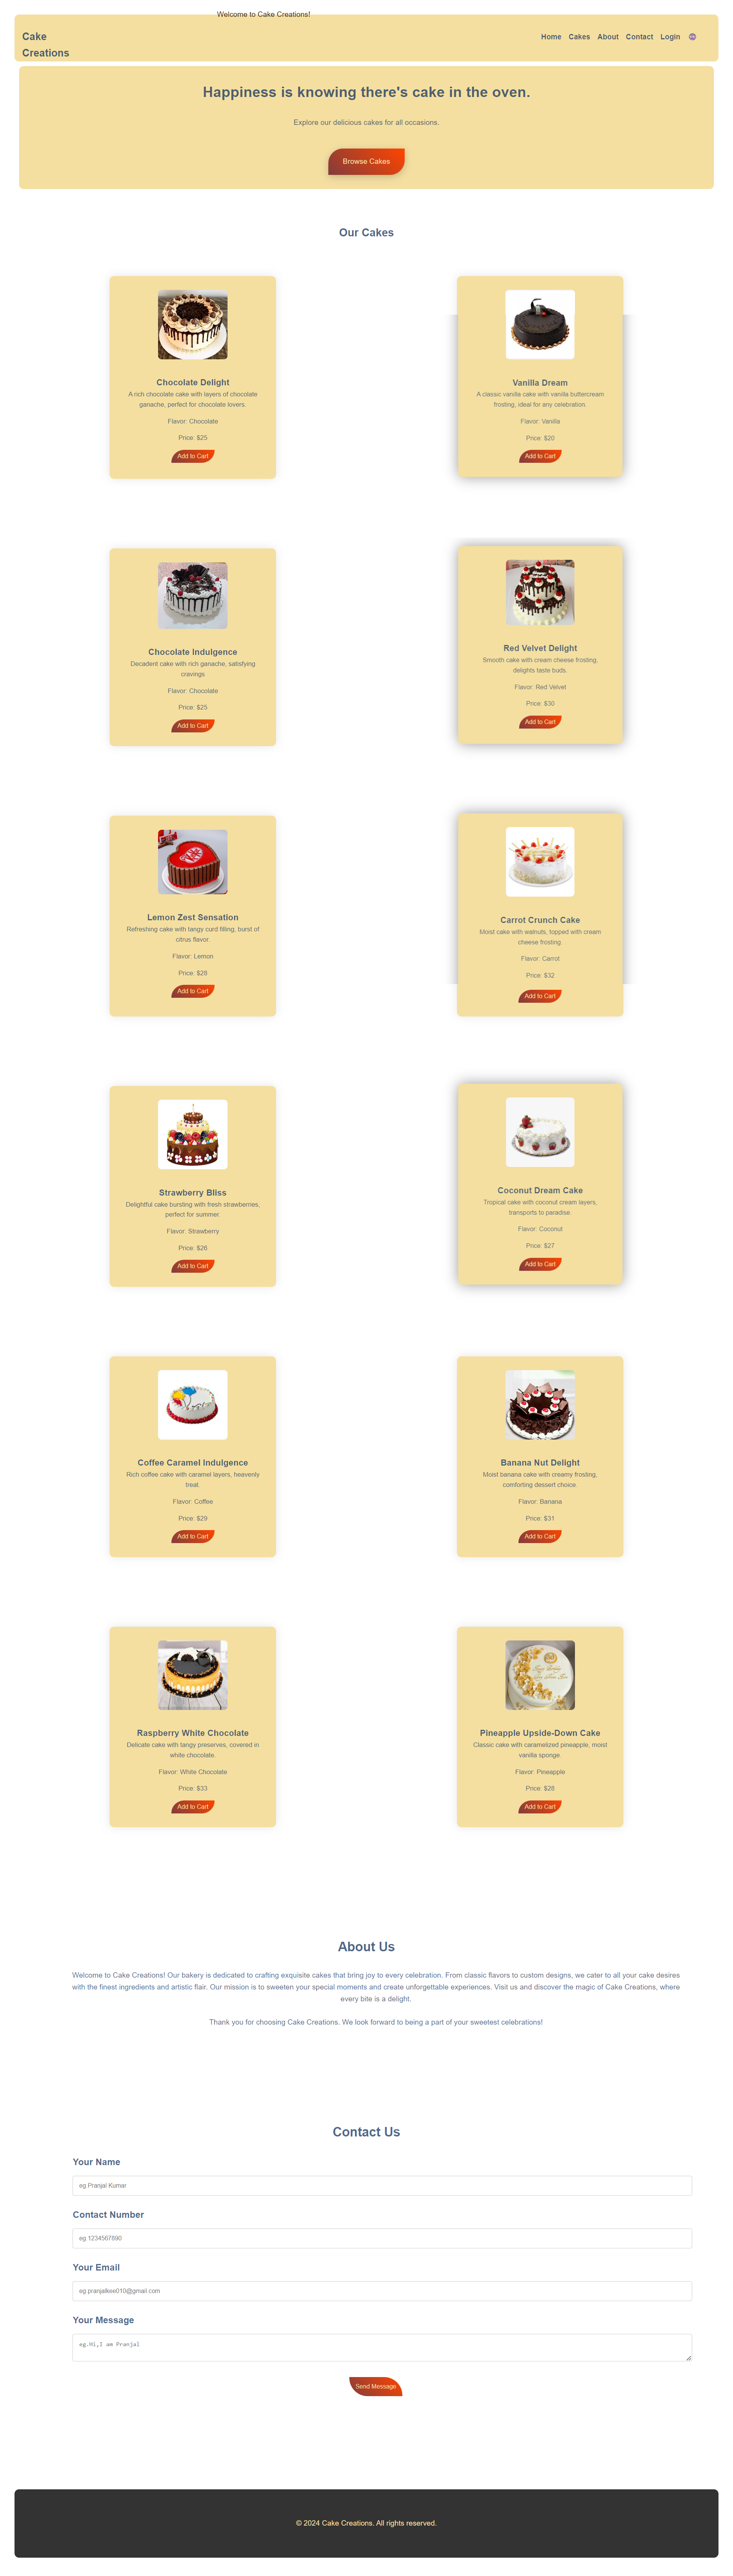 Welcome to Cake Creations!
Cake
Creations
Home Cakes About Contact Login
Happiness is knowing there's cake in the oven.
Explore our delicious cakes for all occasions.
Browse Cakes
Our Cakes
Chocolate Delight
A rich chocolate cake with layers of chocolate
ganache, perfect for chocolate lovers.
Flavor: Chocolate
Price: $25
Add to Cart
Vanilla Dream
A classic vanilla cake with vanilla buttercream
frosting, ideal for any celebration.
Flavor: Vanilla
Price: $20
Add to Cart
Chocolate Indulgence
Decadent cake with rich ganache, satisfying
cravings
Flavor: Chocolate
Price: $25
Add to Cart
Red Velvet Delight
Smooth cake with cream cheese frosting,
delights taste buds.
Flavor: Red Velvet
Price: $30
Add to Cart
Lemon Zest Sensation
Refreshing cake with tangy curd filling, burst of
citrus flavor.
Flavor: Lemon
Price: $28
Add to Cart
Carrot Crunch Cake
Moist cake with walnuts, topped with cream
cheese frosting.
Flavor: Carrot
Price: $32
Add to Cart
Strawberry Bliss
Delightful cake bursting with fresh strawberries,
perfect for summer.
Flavor: Strawberry
Price: $26
Add to Cart
Coconut Dream Cake
Tropical cake with coconut cream layers,
transports to paradise.
Flavor: Coconut
Price: $27
Add to Cart
Coffee Caramel Indulgence
Rich coffee cake with caramel layers, heavenly
treat.
Flavor: Coffee
Price: $29
Add to Cart
Banana Nut Delight
Moist banana cake with creamy frosting,
comforting dessert choice.
Flavor: Banana
Price: $31
Add to Cart
Raspberry White Chocolate
Delicate cake with tangy preserves, covered in
white chocolate.
Flavor: White Chocolate
Price: $33
Add to Cart
Pineapple Upside-Down Cake
Classic cake with caramelized pineapple, moist
vanilla sponge.
Flavor: Pineapple
Price: $28
Add to Cart
About Us
Welcome to Cake Creations! Our bakery is dedicated to crafting exquisite cakes that bring joy to every celebration. From classic flavors to custom designs, we cater to all your cake desires
with the finest ingredients and artistic flair. Our mission is to sweeten your special moments and create unforgettable experiences. Visit us and discover the magic of Cake Creations, where
every bite is a delight.
Thank you for choosing Cake Creations. We look forward to being a part of your sweetest celebrations!
Contact Us
Your Name
eg.Pranjal Kumar
Contact Number
eg.1234567890
Your Email
eg.pranjalkee010@gmail.com
Your Message
eg.Hi,I am Pranjal
Send Message
© 2024 Cake Creations. All rights reserved.